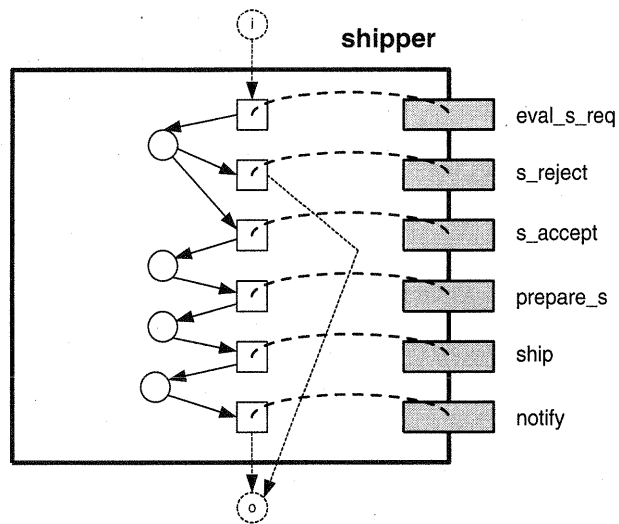 i
shipper
eval_s_req
s_reject
s_accept
prepare_s
ship
notify
o